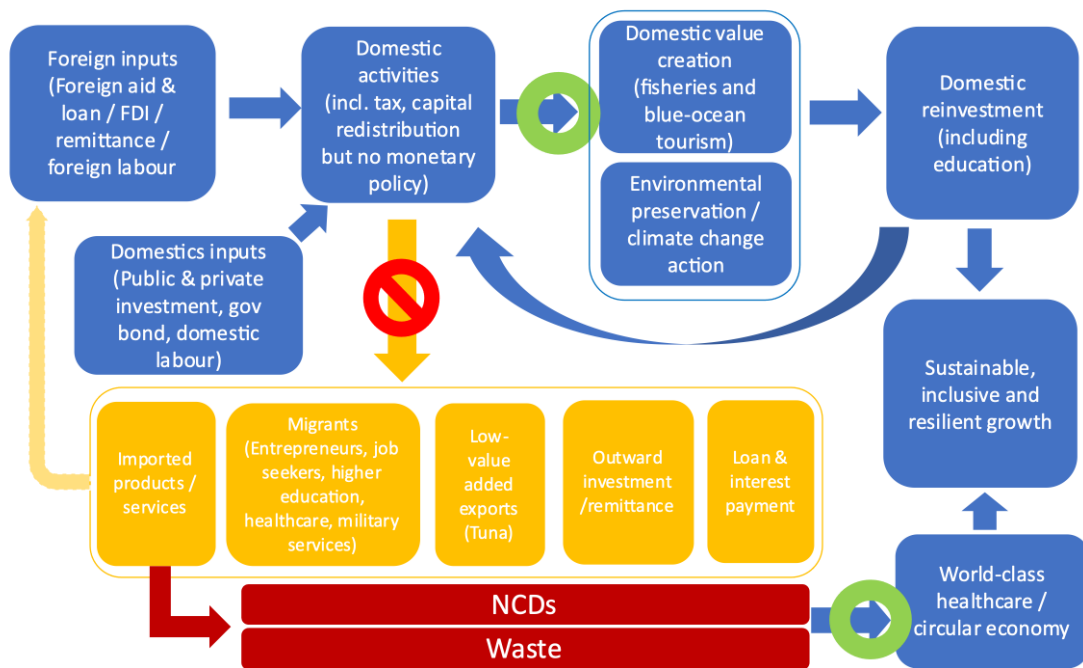 Foreign inputs
(Foreign aid &
loan / FDI /
remittance /
foreign labour
Domestic
activities
(incl. tax, capital
redistribution
but no monetary
policy)
Domestic value
creation
(fisheries and
blue-ocean
tourism)
Environmental
preservation /
climate change
action
Domestic
reinvestment
(including
education)
Domestics inputs
(Public & private
investment, gov
bond, domestic
labour)
Sustainable,
inclusive and
resilient growth
Imported
products /
services
Migrants
(Entrepreneurs, job
seekers, higher
education,
healthcare, military
services)
Low-
value
added
exports
(Tuna)
Outward
investment
/remittance
Loan &
interest
payment
NCDs
Waste
World-class
healthcare /
circular economy